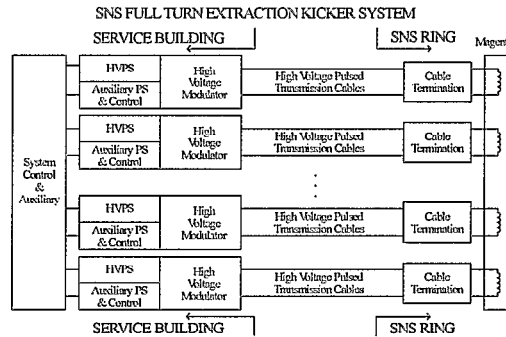 SNS FULL TURN EXTRACTION KICKER SYSTEM
SERVICE BUILDING
SNS RING
Magent
System
Control
&
Auxiliary
HVPS
Auxiliary PS
& Control
High
Voltage
Modulator
High Voltage Pulsed
Transmission Cables
Cable
Termination
HVPS
Auxiliary PS
& Control
High
Voltage
Modulator
High Voltage Pulsed
Transmission Cables
Cable
Termination
HVPS
Auxiliary PS
& Control
High
Voltage
Modulator
High Voltage Pulsed
Transmission Cables
Cable
Termination
HVPS
Auxiliary PS
& Control
High
Voltage
Modulator
High Voltage Pulsed
Transmission Cables
Cable
Termination
SERVICE BUILDING
SNS RING